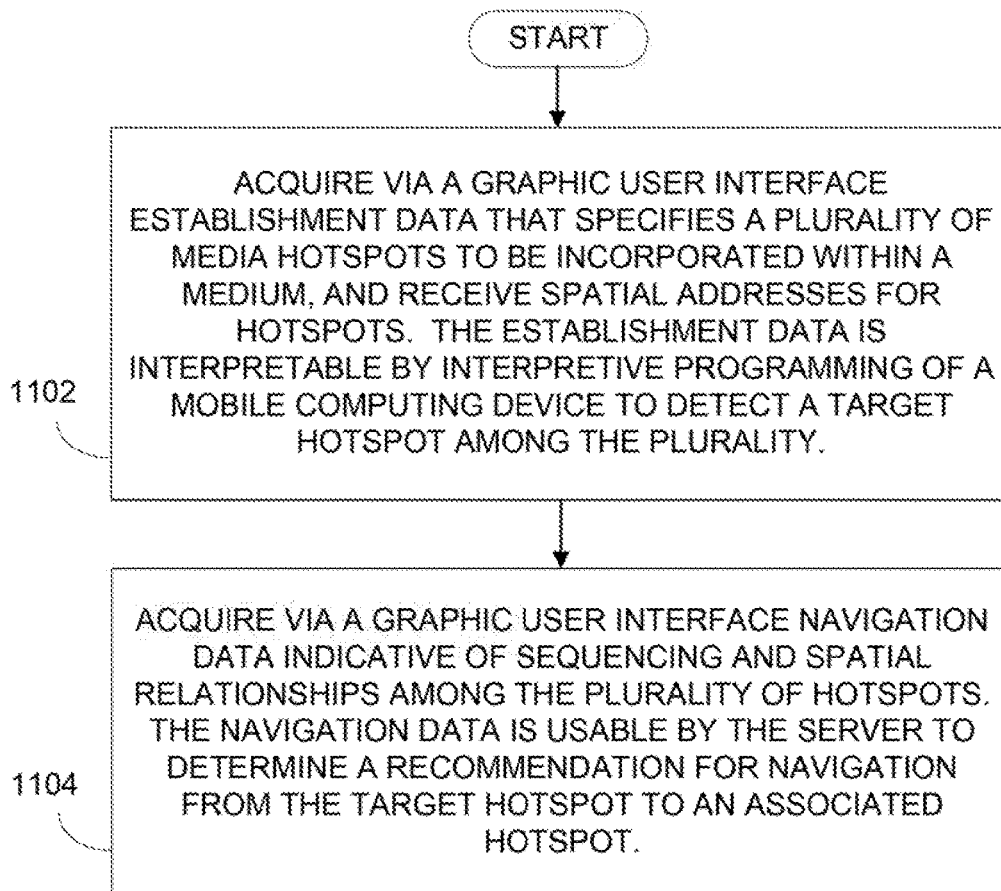 START
ACQUIRE VIA A GRAPHIC USER INTERFACE
ESTABLISHMENT DATA THAT SPECIFIES A PLURALITY OF
MEDIA HOTSPOTS TO BE INCORPORATED WITHIN A
MEDIUM, AND RECEIVE SPATIAL ADDRESSES FOR
HOTSPOTS. THE ESTABLISHMENT DATA IS
INTERPRETABLE BY INTERPRETIVE PROGRAMMING OF A
MOBILE COMPUTING DEVICE TO DETECT A TARGET
HOTSPOT AMONG THE PLURALITY.
1102
ACQUIRE VIA A GRAPHIC USER INTERFACE NAVIGATION
DATA INDICATIVE OF SEQUENCING AND SPATIAL
RELATIONSHIPS AMONG THE PLURALITY OF HOTSPOTS.
THE NAVIGATION DATA IS USABLE BY THE SERVER TO
DETERMINE A RECOMMENDATION FOR NAVIGATION
FROM THE TARGET HOTSPOT TO AN ASSOCIATED
HOTSPOT.
1104